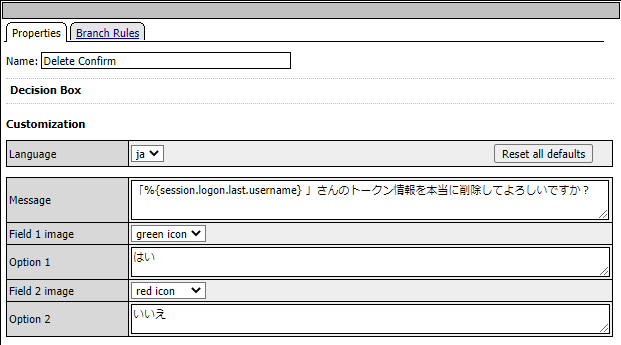 Properties Branch Rules
Name: Delete Confirm
Decision Box
Customization
Language ja Reset all defaults
Message 「%{session.logon.last.username} 」さんのトークン情報を本当に削除してよろしいですか？
Field 1 image green icon
Option 1 はい
Field 2 image red icon
Option 2 いいえ